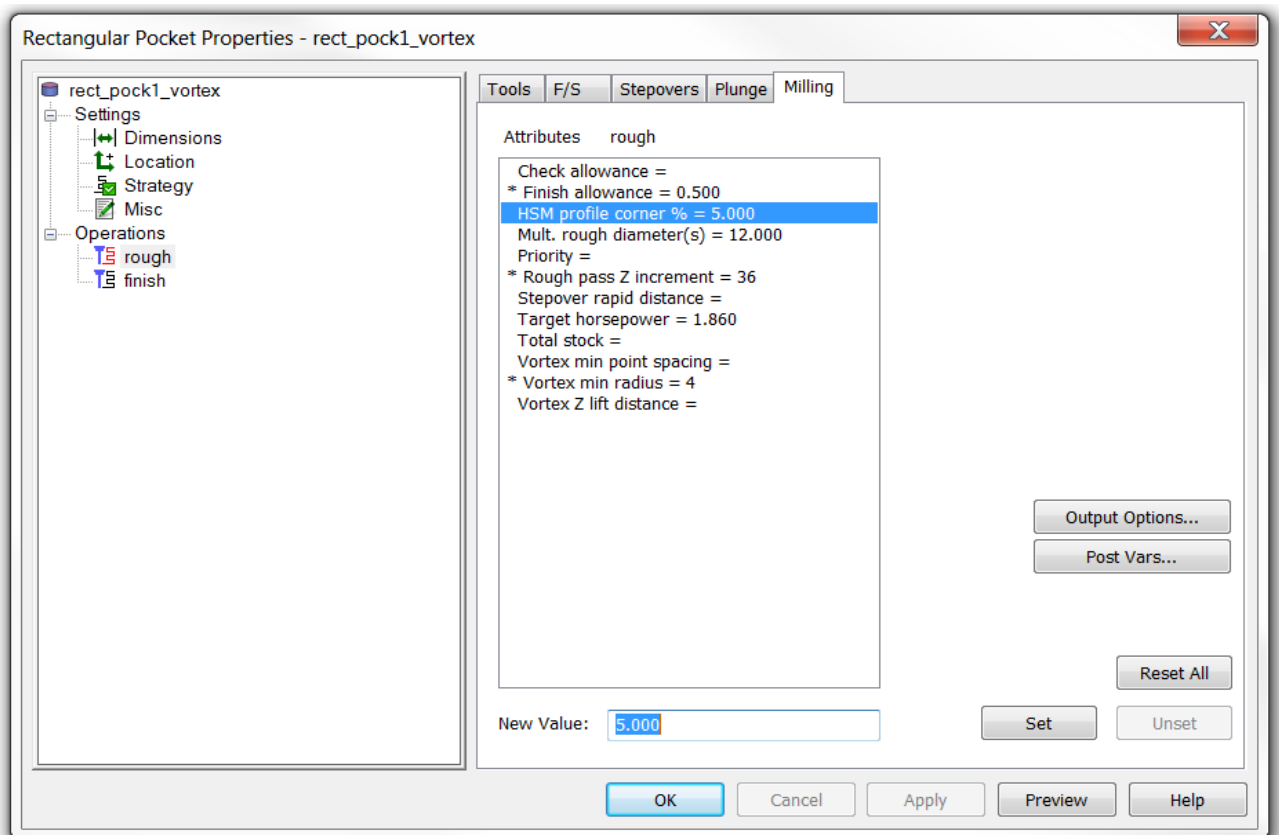 Rectangular Pocket Properties - rect_pock1_vortex
X
rect_pock1_vortex
Settings
Dimensions
Location
Strategy
Misc
Operations
rough
finish
Tools F/S Stepovers Plunge Milling
Attributes rough
Check allowance =
* Finish allowance = 0.500
HSM profile corner % = 5.000
Mult. rough diameter(s) = 12.000
Priority =
* Rough pass Z increment = 36
Stepover rapid distance =
Target horsepower = 1.860
Total stock =
Vortex min point spacing =
* Vortex min radius = 4
Vortex Z lift distance =
Output Options...
Post Vars...
Reset All
New Value: 5.000 Set Unset
OK Cancel Apply Preview Help